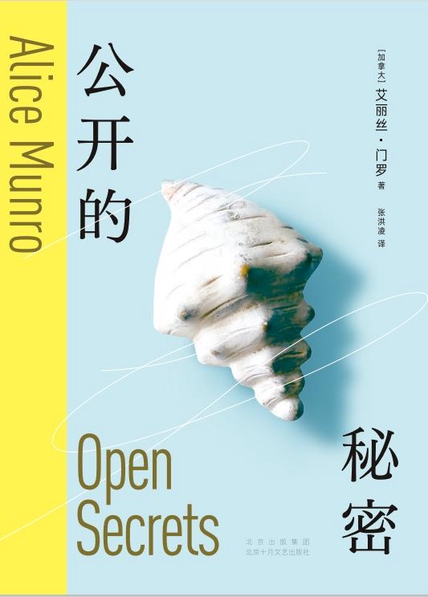 Alice Munro
公开的
秘密
[加拿大] 艾丽丝·门罗 著
张洪凌 译
Open
Secrets
北京出版集团
北京十月文艺出版社